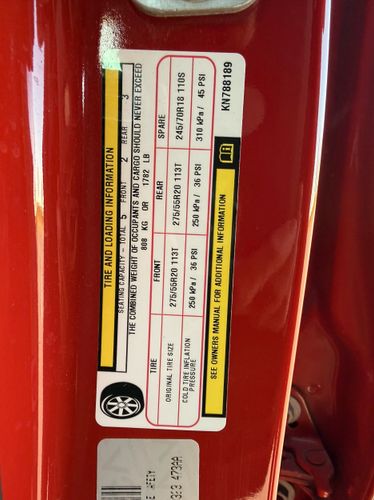 TIRE AND LOADING INFORMATION
SEATING CAPACITY - TOTAL 5 FRONT 2 REAR 3
THE COMBINED WEIGHT OF OCCUPANTS AND CARGO SHOULD NEVER EXCEED
808 KG OR 1782 LB
TIRE FRONT REAR SPARE
ORIGINAL TIRE SIZE 275/55R20 113T 275/55R20 113T 245/70R18 110S
COLD TIRE INFLATION
PRESSURE 250 kPa/ 36 PSI 250 kPa/ 36 PSI 310 kPa/ 45 PSI
SEE OWNERS MANUAL FOR ADDITIONAL INFORMATION
KN788189